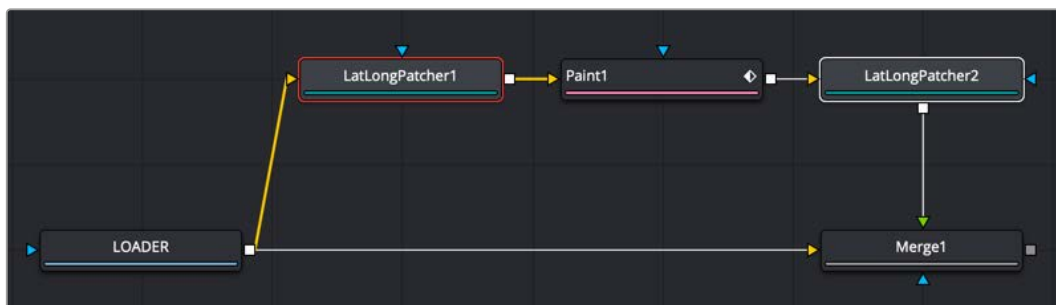 LatLongPatcher1
Paint1
LatLongPatcher2
LOADER
Merge1